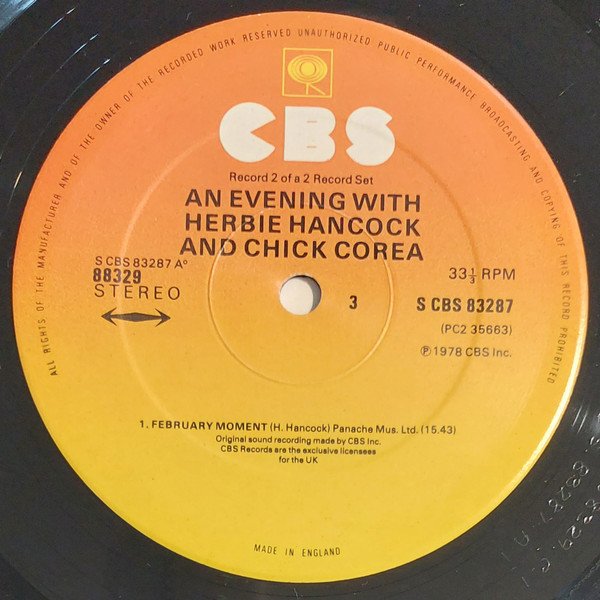 ALL RIGHTS OF THE MANUFACTURER AND OF THE OWNER OF THE RECORDED WORK RESERVED UNAUTHORIZED PUBLIC PERFORMANCE BROADCASTING AND COPYING OF THIS RECORD PROHIBITED
CBS
Record 2 of a 2 Record Set
AN EVENING WITH
HERBIE HANCOCK
AND CHICK COREA
S CBS 83287 A°
88329
STEREO
33⅓ RPM
3
S CBS 83287
(PC2 35663)
℗ 1978 CBS Inc.
1. FEBRUARY MOMENT (H. Hancock) Panache Mus. Ltd. (15.43)
Original sound recording made by CBS Inc.
CBS Records are the exclusive licensees
for the UK
MADE IN ENGLAND